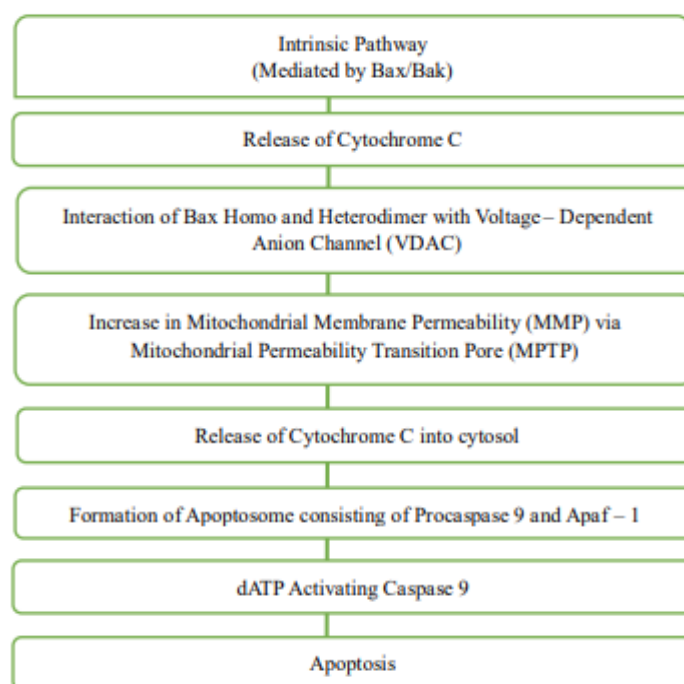 Intrinsic Pathway
(Mediated by Bax/Bak)
Release of Cytochrome C
Interaction of Bax Homo and Heterodimer with Voltage – Dependent
Anion Channel (VDAC)
Increase in Mitochondrial Membrane Permeability (MMP) via
Mitochondrial Permeability Transition Pore (MPTP)
Release of Cytochrome C into cytosol
Formation of Apoptosome consisting of Procaspase 9 and Apaf – 1
dATP Activating Caspase 9
Apoptosis